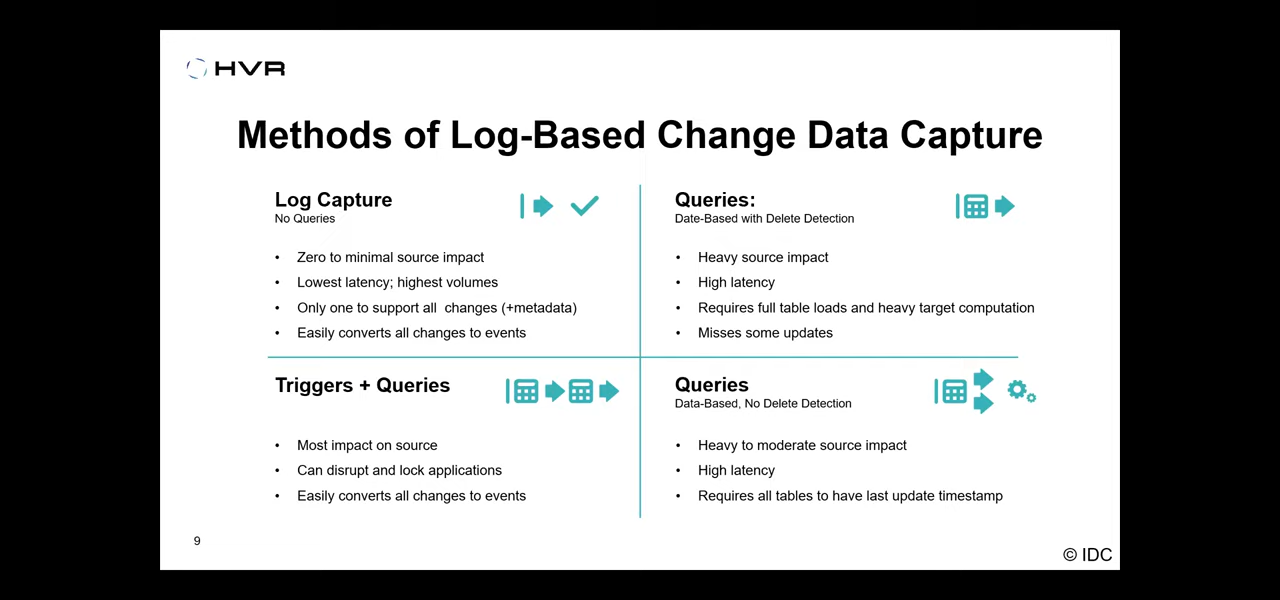 HVR
Methods of Log-Based Change Data Capture
Log Capture
No Queries
• Zero to minimal source impact
• Lowest latency; highest volumes
• Only one to support all changes (+metadata)
• Easily converts all changes to events
Queries:
Date-Based with Delete Detection
• Heavy source impact
• High latency
• Requires full table loads and heavy target computation
• Misses some updates
Triggers + Queries
• Most impact on source
• Can disrupt and lock applications
• Easily converts all changes to events
Queries
Data-Based, No Delete Detection
• Heavy to moderate source impact
• High latency
• Requires all tables to have last update timestamp
9
© IDC